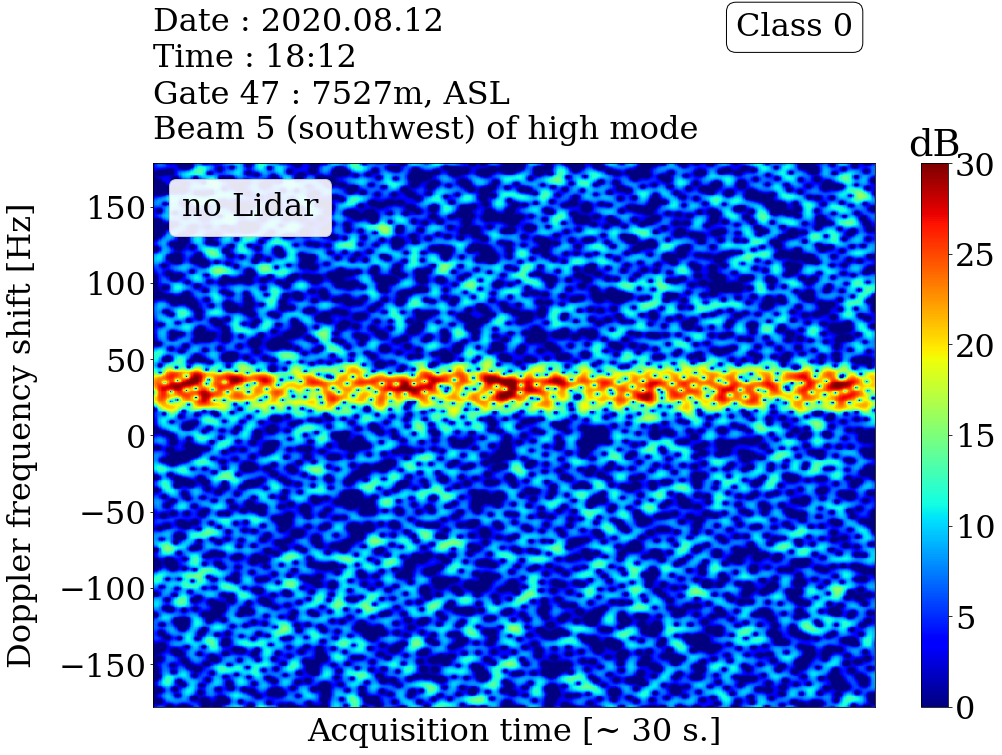 Date : 2020.08.12
Time : 18:12
Gate 47 : 7527m, ASL
Beam 5 (southwest) of high mode
Class 0
no Lidar
dB
30
25
20
15
10
5
0
Doppler frequency shift [Hz]
150
100
50
0
−50
−100
−150
Acquisition time [~ 30 s.]